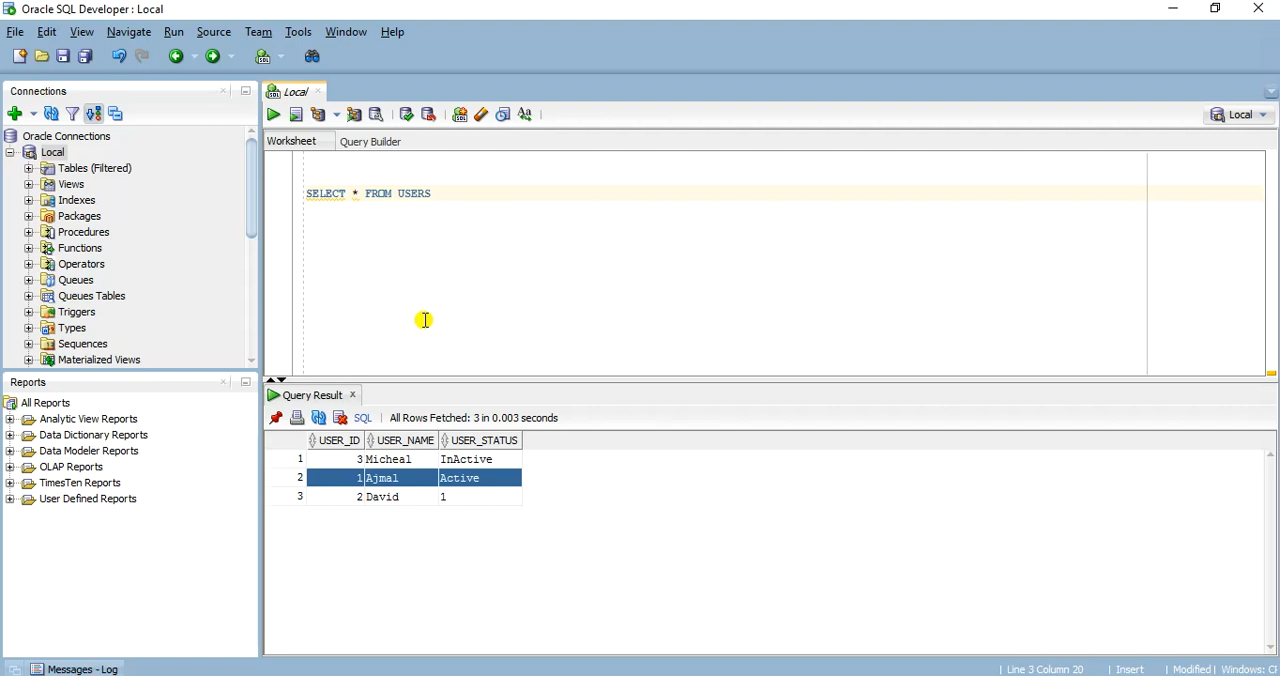 Oracle SQL Developer : Local
File Edit View Navigate Run Source Team Tools Window Help
Connections
Oracle Connections
Local
Tables (Filtered)
Views
Indexes
Packages
Procedures
Functions
Operators
Queues
Queues Tables
Triggers
Types
Sequences
Materialized Views
Reports
All Reports
Analytic View Reports
Data Dictionary Reports
Data Modeler Reports
OLAP Reports
TimesTen Reports
User Defined Reports
Local
Local
Worksheet Query Builder
SELECT * FROM USERS
Query Result
SQL | All Rows Fetched: 3 in 0.003 seconds
USER_ID USER_NAME USER_STATUS
1 3 Micheal InActive
2 1 Ajmal Active
3 2 David 1
Messages - Log
Line 3 Column 20 | Insert | Modified | Windows: